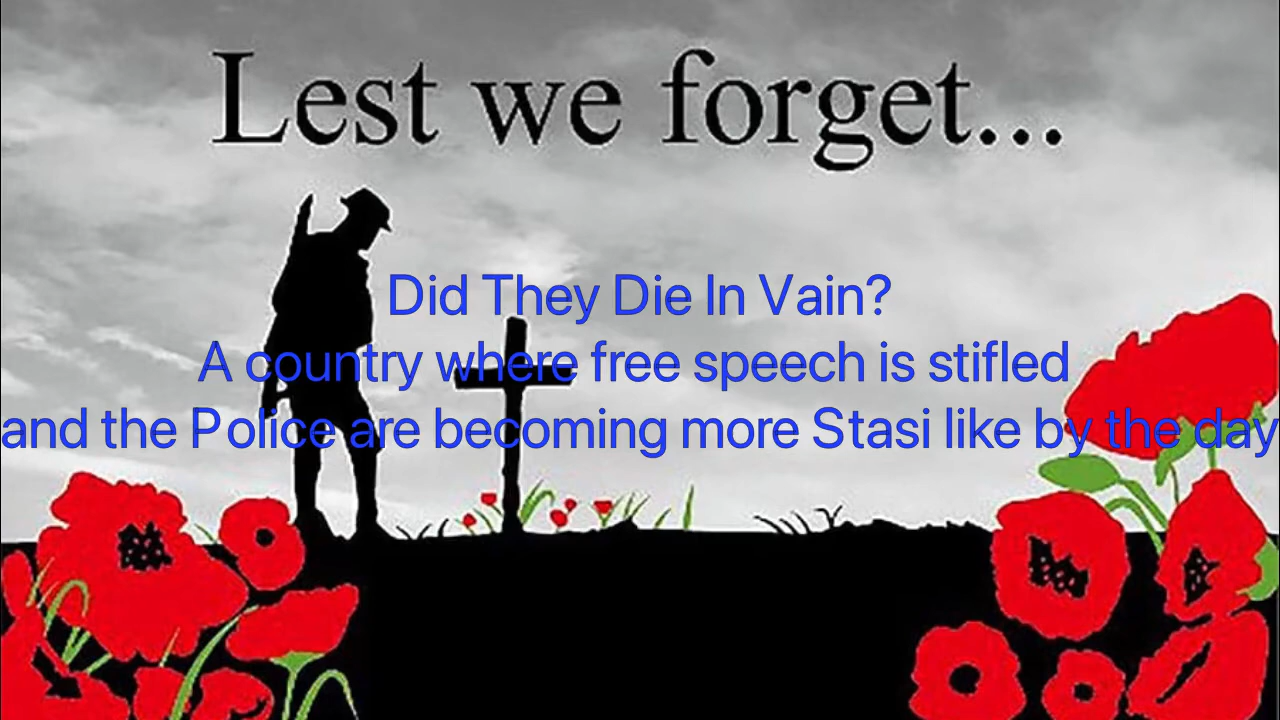 Lest we forget...
Did They Die In Vain?
A country where free speech is stifled
and the Police are becoming more Stasi like by the day